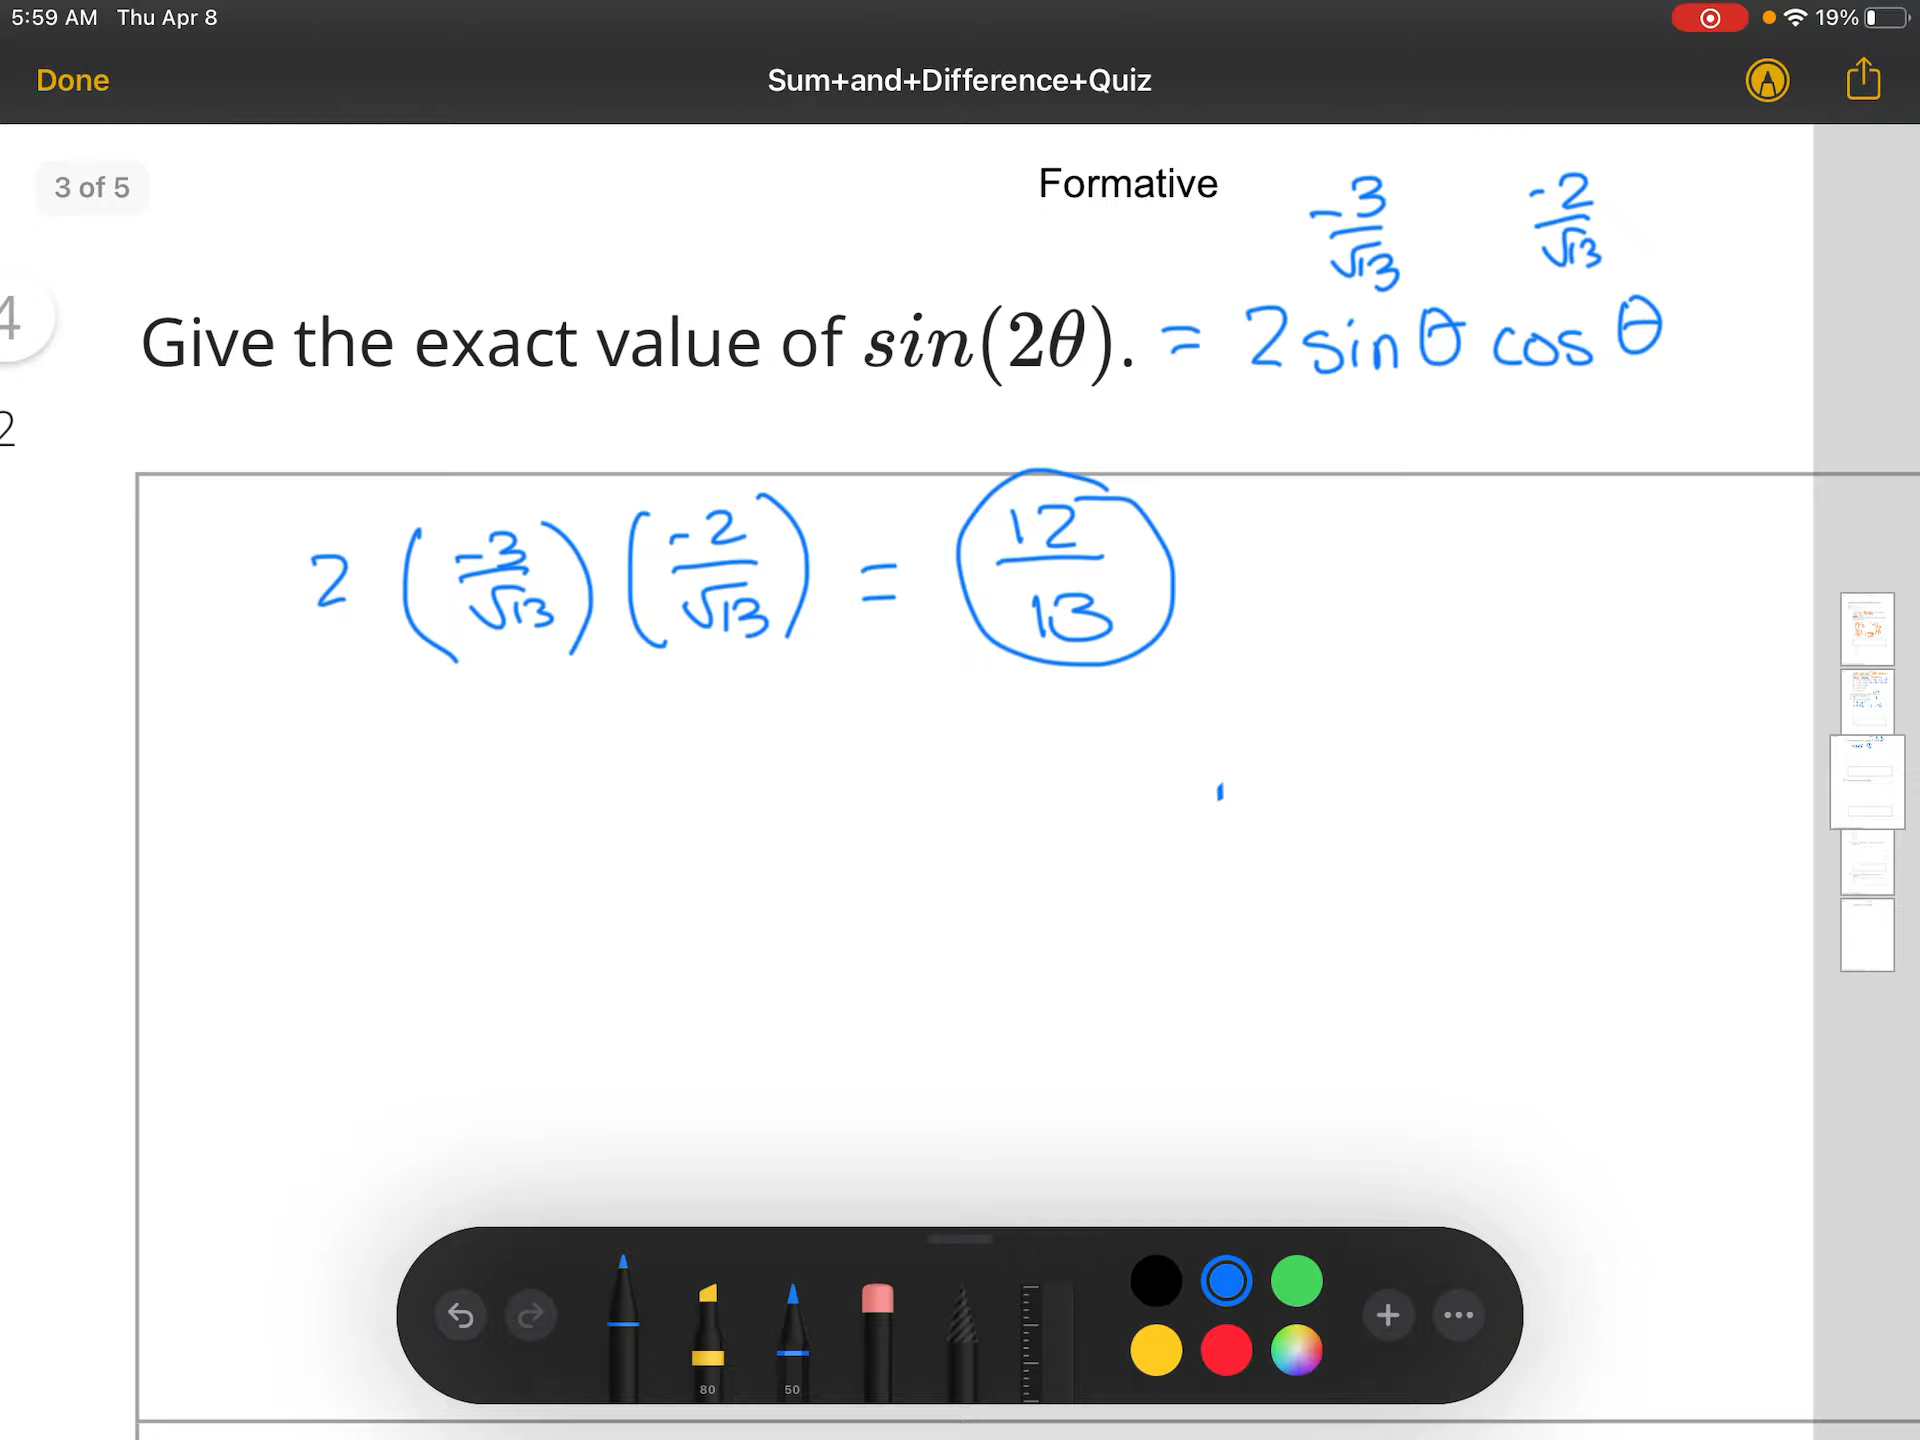 5:59 AM Thu Apr 8 19%
Done Sum+and+Difference+Quiz
3 of 5 Formative -3/√13 -2/√13
4 Give the exact value of sin(2θ). = 2 sin θ cos θ
2
2 (-3/√13) (-2/√13) = 12/13
80 50